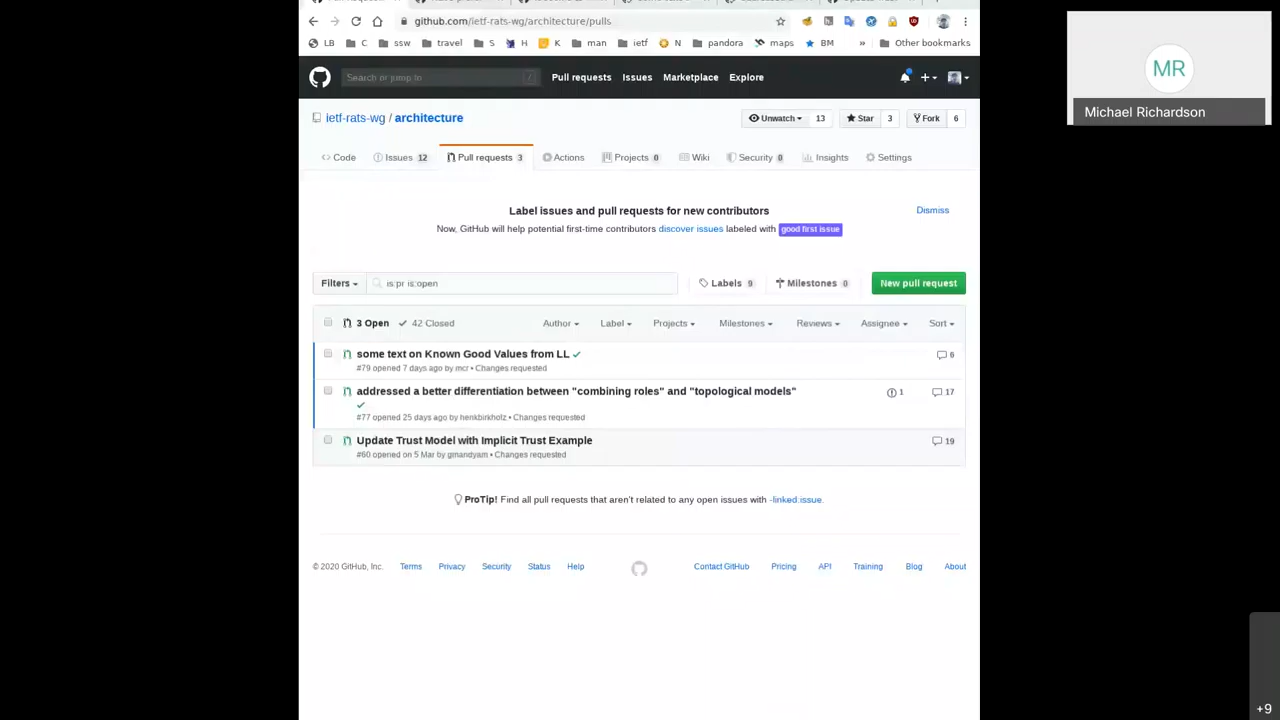 github.com/ietf-rats-wg/architecture/pulls
LB C ssw travel S H K man ietf N pandora maps BM » Other bookmarks
Search or jump to / Pull requests Issues Marketplace Explore
ietf-rats-wg / architecture Unwatch 13 Star 3 Fork 6
Code Issues 12 Pull requests 3 Actions Projects 0 Wiki Security 0 Insights Settings
Label issues and pull requests for new contributors Dismiss
Now, GitHub will help potential first-time contributors discover issues labeled with good first issue
Filters is:pr is:open Labels 9 Milestones 0 New pull request
3 Open 42 Closed Author Label Projects Milestones Reviews Assignee Sort
some text on Known Good Values from LL 6
#79 opened 7 days ago by mcr • Changes requested
addressed a better differentiation between "combining roles" and "topological models" 1 17
#77 opened 25 days ago by henkbirkholz • Changes requested
Update Trust Model with Implicit Trust Example 19
#60 opened on 5 Mar by gmandyam • Changes requested
ProTip! Find all pull requests that aren't related to any open issues with -linked:issue.
© 2020 GitHub, Inc. Terms Privacy Security Status Help Contact GitHub Pricing API Training Blog About
MR
Michael Richardson
+9